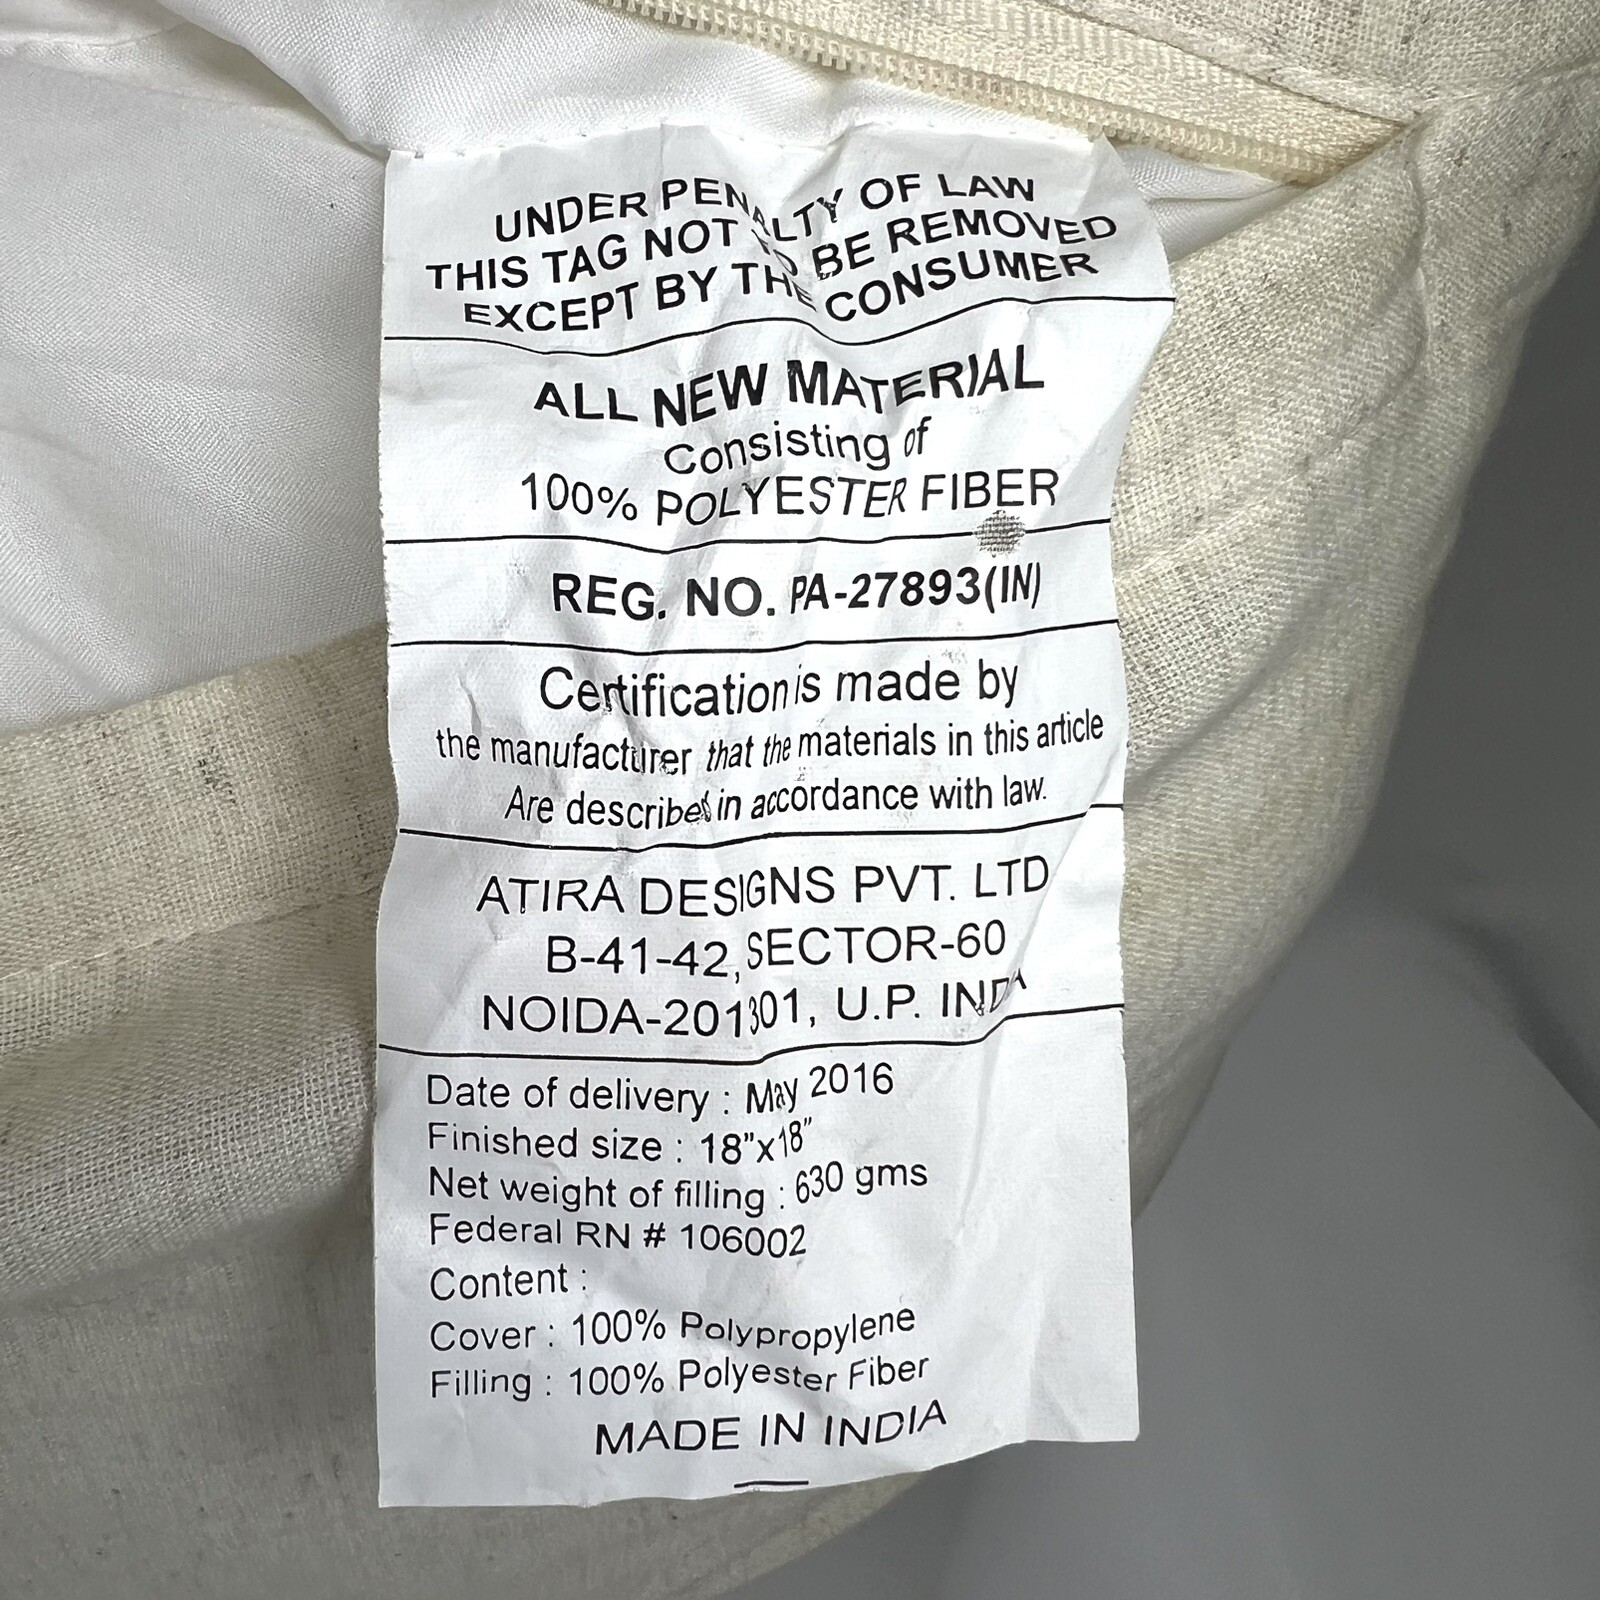 UNDER PENALTY OF LAW
THIS TAG NOT TO BE REMOVED
EXCEPT BY THE CONSUMER
ALL NEW MATERIAL
Consisting of
100% POLYESTER FIBER
REG. NO. PA-27893(IN)
Certification is made by
the manufacturer that the materials in this article
Are described in accordance with law.
ATIRA DESIGNS PVT. LTD
B-41-42, SECTOR-60
NOIDA-201301, U.P. INDIA
Date of delivery : May 2016
Finished size : 18"x18"
Net weight of filling : 630 gms
Federal RN # 106002
Content :
Cover : 100% Polypropylene
Filling : 100% Polyester Fiber
MADE IN INDIA